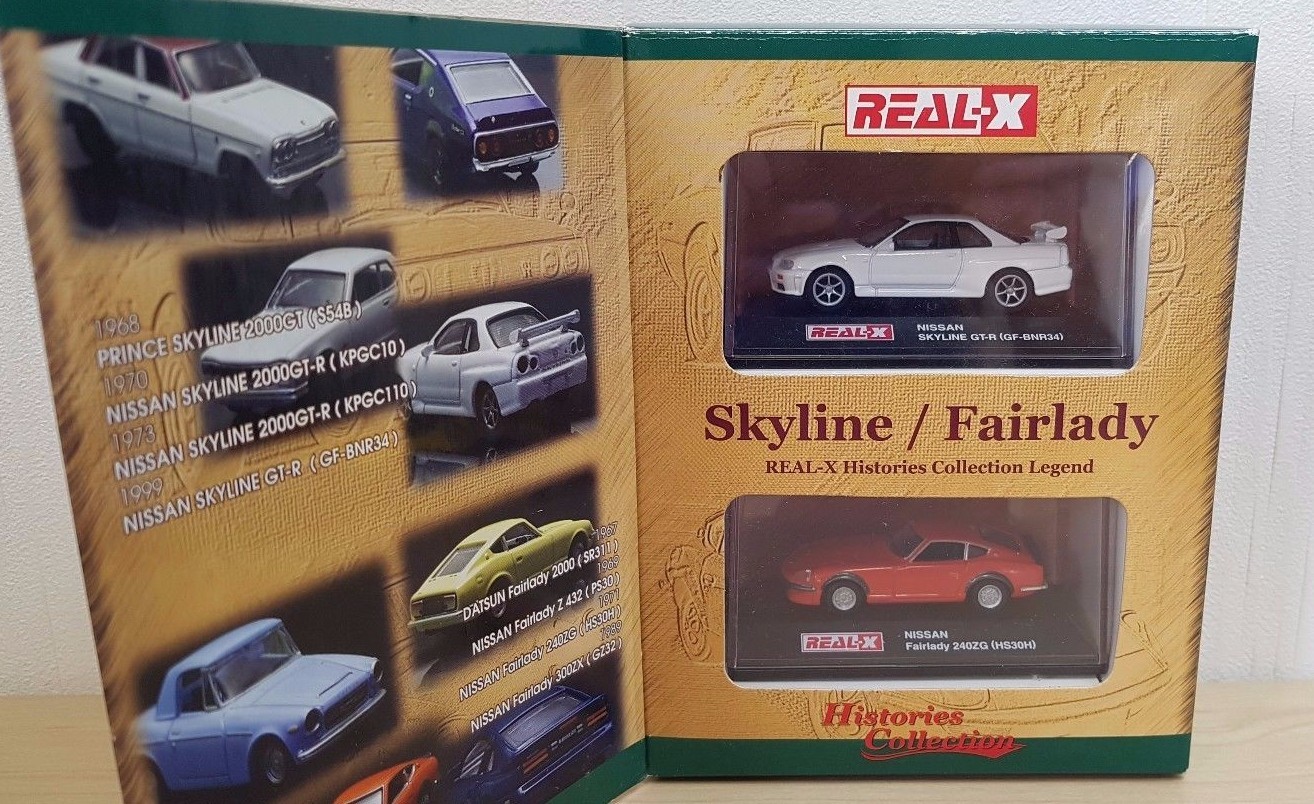 1968
PRINCE SKYLINE 2000GT ( S54B )
1970
NISSAN SKYLINE 2000GT-R ( KPGC10 )
1973
NISSAN SKYLINE 2000GT-R ( KPGC110 )
1999
NISSAN SKYLINE GT-R ( GF-BNR34 )
1967
DATSUN Fairlady 2000 ( SR311 )
1969
NISSAN Fairlady Z 432 ( PS30 )
1971
NISSAN Fairlady 240ZG ( HS30H )
1989
NISSAN Fairlady 300ZX ( GZ32 )
REAL-X
REAL-X
NISSAN
SKYLINE GT-R (GF-BNR34)
Skyline / Fairlady
REAL-X Histories Collection Legend
REAL-X
NISSAN
Fairlady 240ZG (HS30H)
Histories
Collection